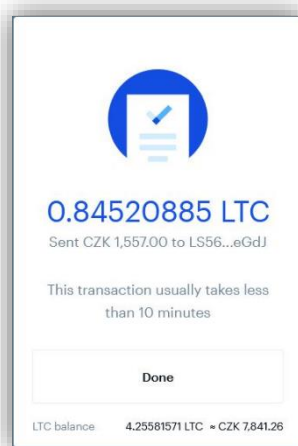 0.84520885 LTC
Sent CZK 1,557.00 to LS56...eGdJ
This transaction usually takes less
than 10 minutes
Done
LTC balance 4.25581571 LTC ≈ CZK 7,841.26